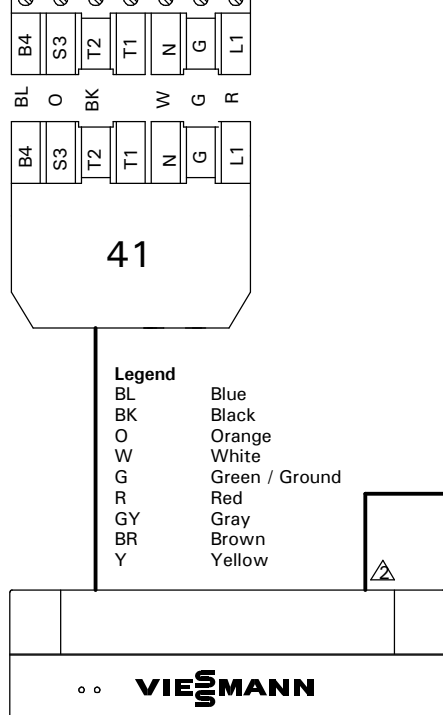 B4 S3 T2 T1 N G L1
BL O BK W G R
B4 S3 T2 T1 N G L1
41
Legend
BL Blue
BK Black
O Orange
W White
G Green / Ground
R Red
GY Gray
BR Brown
Y Yellow
2
VIESSMANN